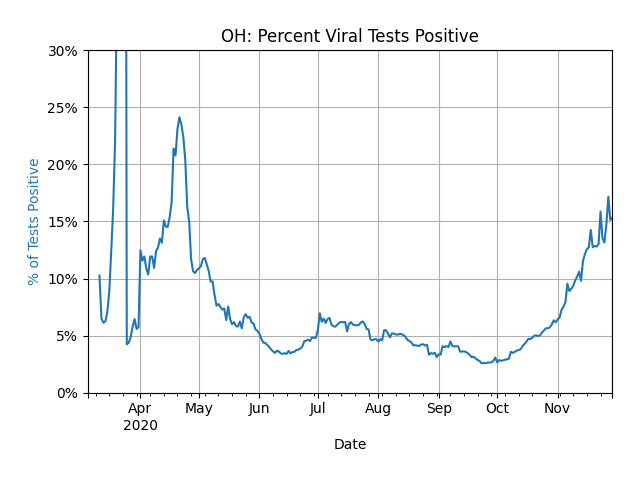 OH: Percent Viral Tests Positive
30%
25%
20%
15%
10%
5%
0%
% of Tests Positive
Apr May Jun Jul Aug Sep Oct Nov
2020
Date